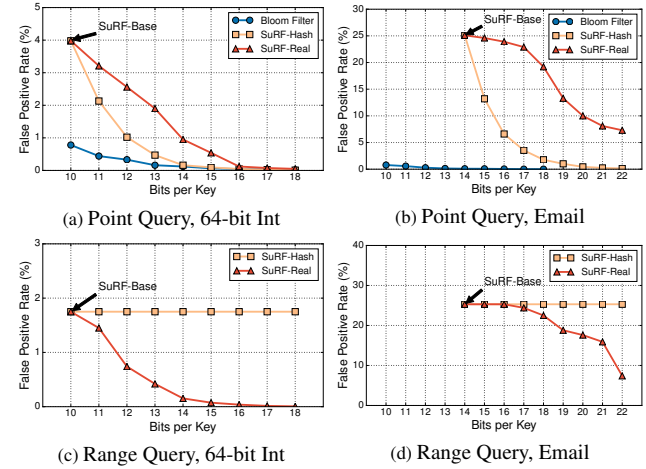 SuRF-Base
Bloom Filter
SuRF-Hash
SuRF-Real
False Positive Rate (%)
5
4
3
2
1
0
10 11 12 13 14 15 16 17 18
Bits per Key
(a) Point Query, 64-bit Int
SuRF-Base
Bloom Filter
SuRF-Hash
SuRF-Real
False Positive Rate (%)
30
25
20
15
10
5
0
10 11 12 13 14 15 16 17 18 19 20 21 22
Bits per Key
(b) Point Query, Email
SuRF-Base
SuRF-Hash
SuRF-Real
False Positive Rate (%)
3
2
1
0
10 11 12 13 14 15 16 17 18
Bits per Key
(c) Range Query, 64-bit Int
SuRF-Base
SuRF-Hash
SuRF-Real
False Positive Rate (%)
40
30
20
10
0
10 11 12 13 14 15 16 17 18 19 20 21 22
Bits per Key
(d) Range Query, Email